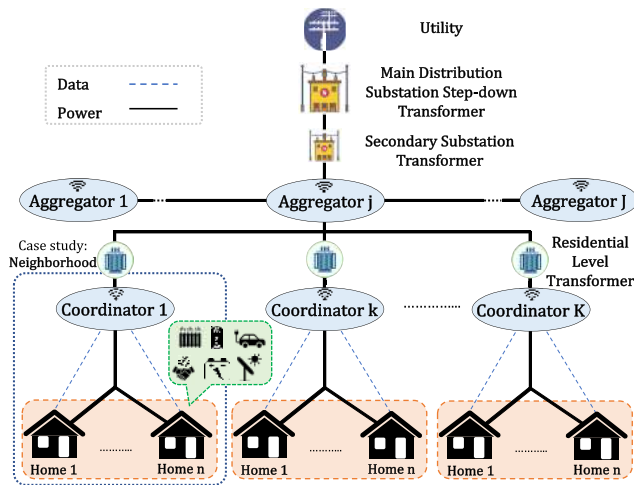 Utility
Data
Power
Main Distribution
Substation Step-down
Transformer
Secondary Substation
Transformer
Aggregator 1
Aggregator j
Aggregator J
Case study:
Neighborhood
Residential
Level
Transformer
Coordinator 1
Coordinator k
Coordinator K
Home 1
Home n
Home 1
Home n
Home 1
Home n